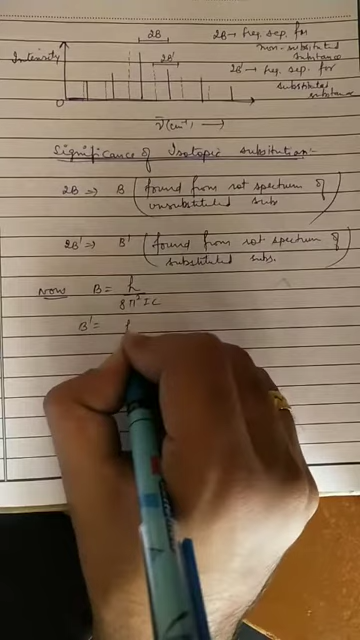 2B
2B → freq. sep. for
non-substituted
substance
Intensity
2B'
2B' → freq. sep. for
substituted substance
0
ν̄ (cm⁻¹) ⟶
Significance of Isotopic subsitution:-
2B ⇒ B (found from rot spectrum of
unsubstituted sub
2B' ⇒ B' (found from rot spectrum of
substituted subs.)
Now B = h
8π²IC
B' =